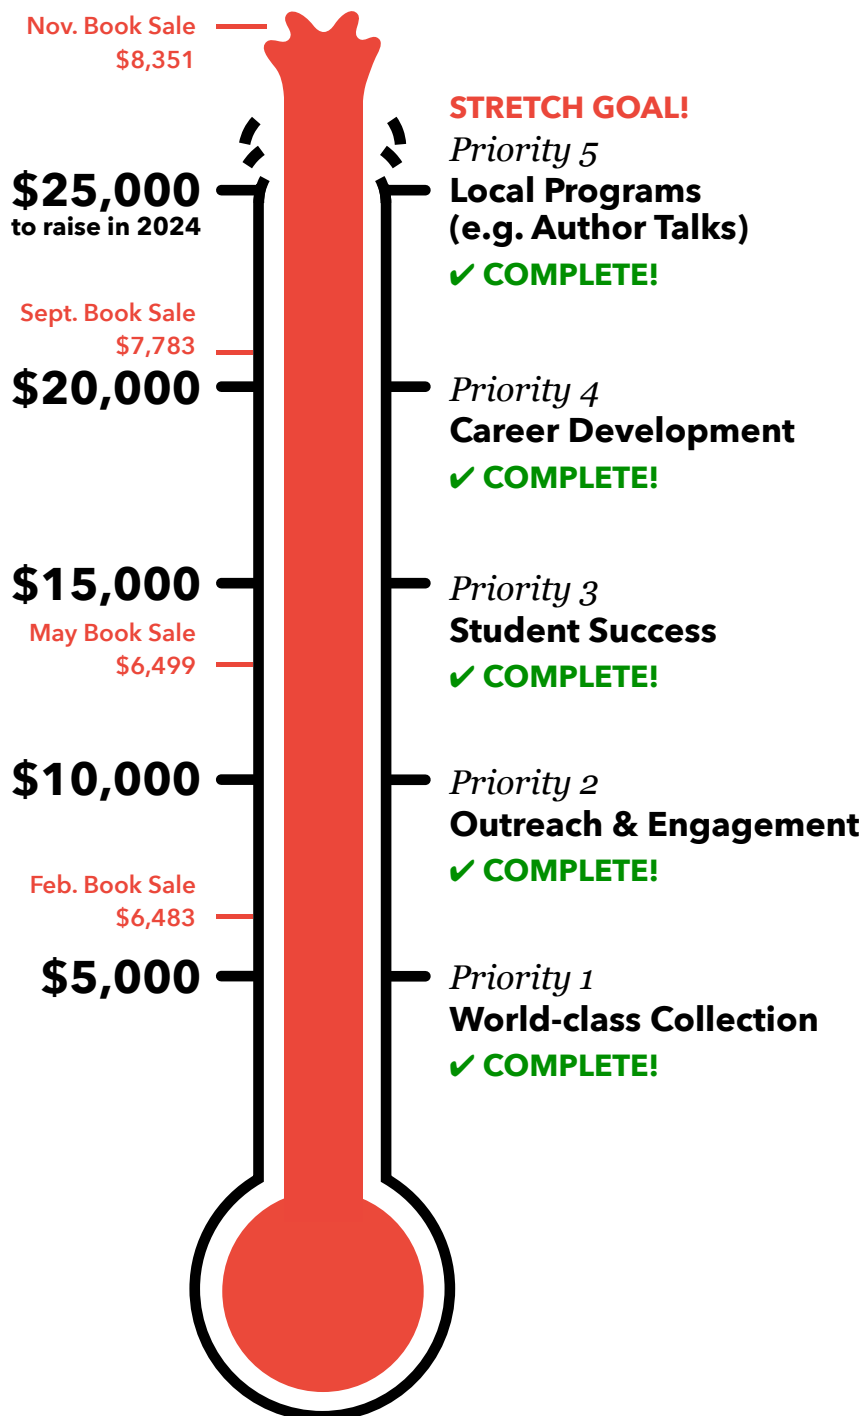 Nov. Book Sale
$8,351
STRETCH GOAL!
Priority 5
$25,000
to raise in 2024
Local Programs
(e.g. Author Talks)
✔ COMPLETE!
Sept. Book Sale
$7,783
$20,000
Priority 4
Career Development
✔ COMPLETE!
$15,000
Priority 3
Student Success
✔ COMPLETE!
May Book Sale
$6,499
$10,000
Priority 2
Outreach & Engagement
✔ COMPLETE!
Feb. Book Sale
$6,483
$5,000
Priority 1
World-class Collection
✔ COMPLETE!